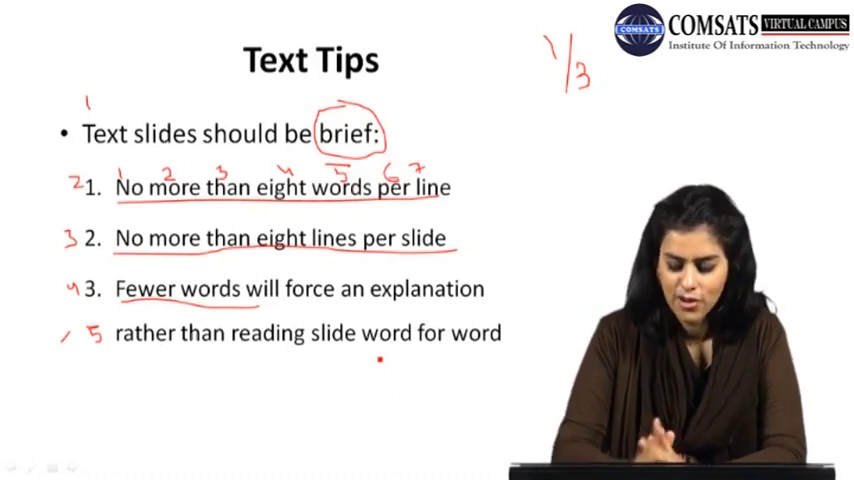 COMSATS VIRTUAL CAMPUS
COMSATS
Institute Of Information Technology
Text Tips
1/3
1
• Text slides should be brief:
1 2 3 4 5 6 7
2 1. No more than eight words per line
3 2. No more than eight lines per slide
4 3. Fewer words will force an explanation
5 rather than reading slide word for word